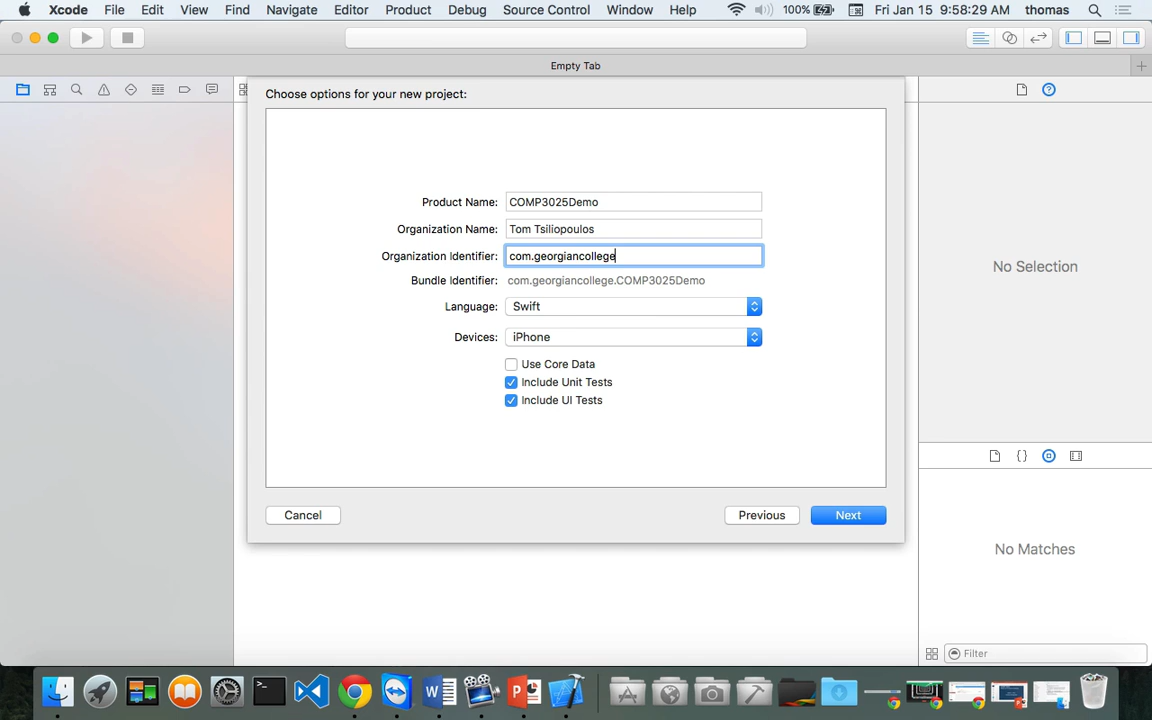 Xcode File Edit View Find Navigate Editor Product Debug Source Control Window Help 100% Fri Jan 15 9:58:29 AM thomas
Empty Tab
Choose options for your new project:
Product Name: COMP3025Demo
Organization Name: Tom Tsiliopoulos
Organization Identifier: com.georgiancollege
Bundle Identifier: com.georgiancollege.COMP3025Demo
Language: Swift
Devices: iPhone
Use Core Data
Include Unit Tests
Include UI Tests
Cancel Previous Next
No Selection
No Matches
Filter